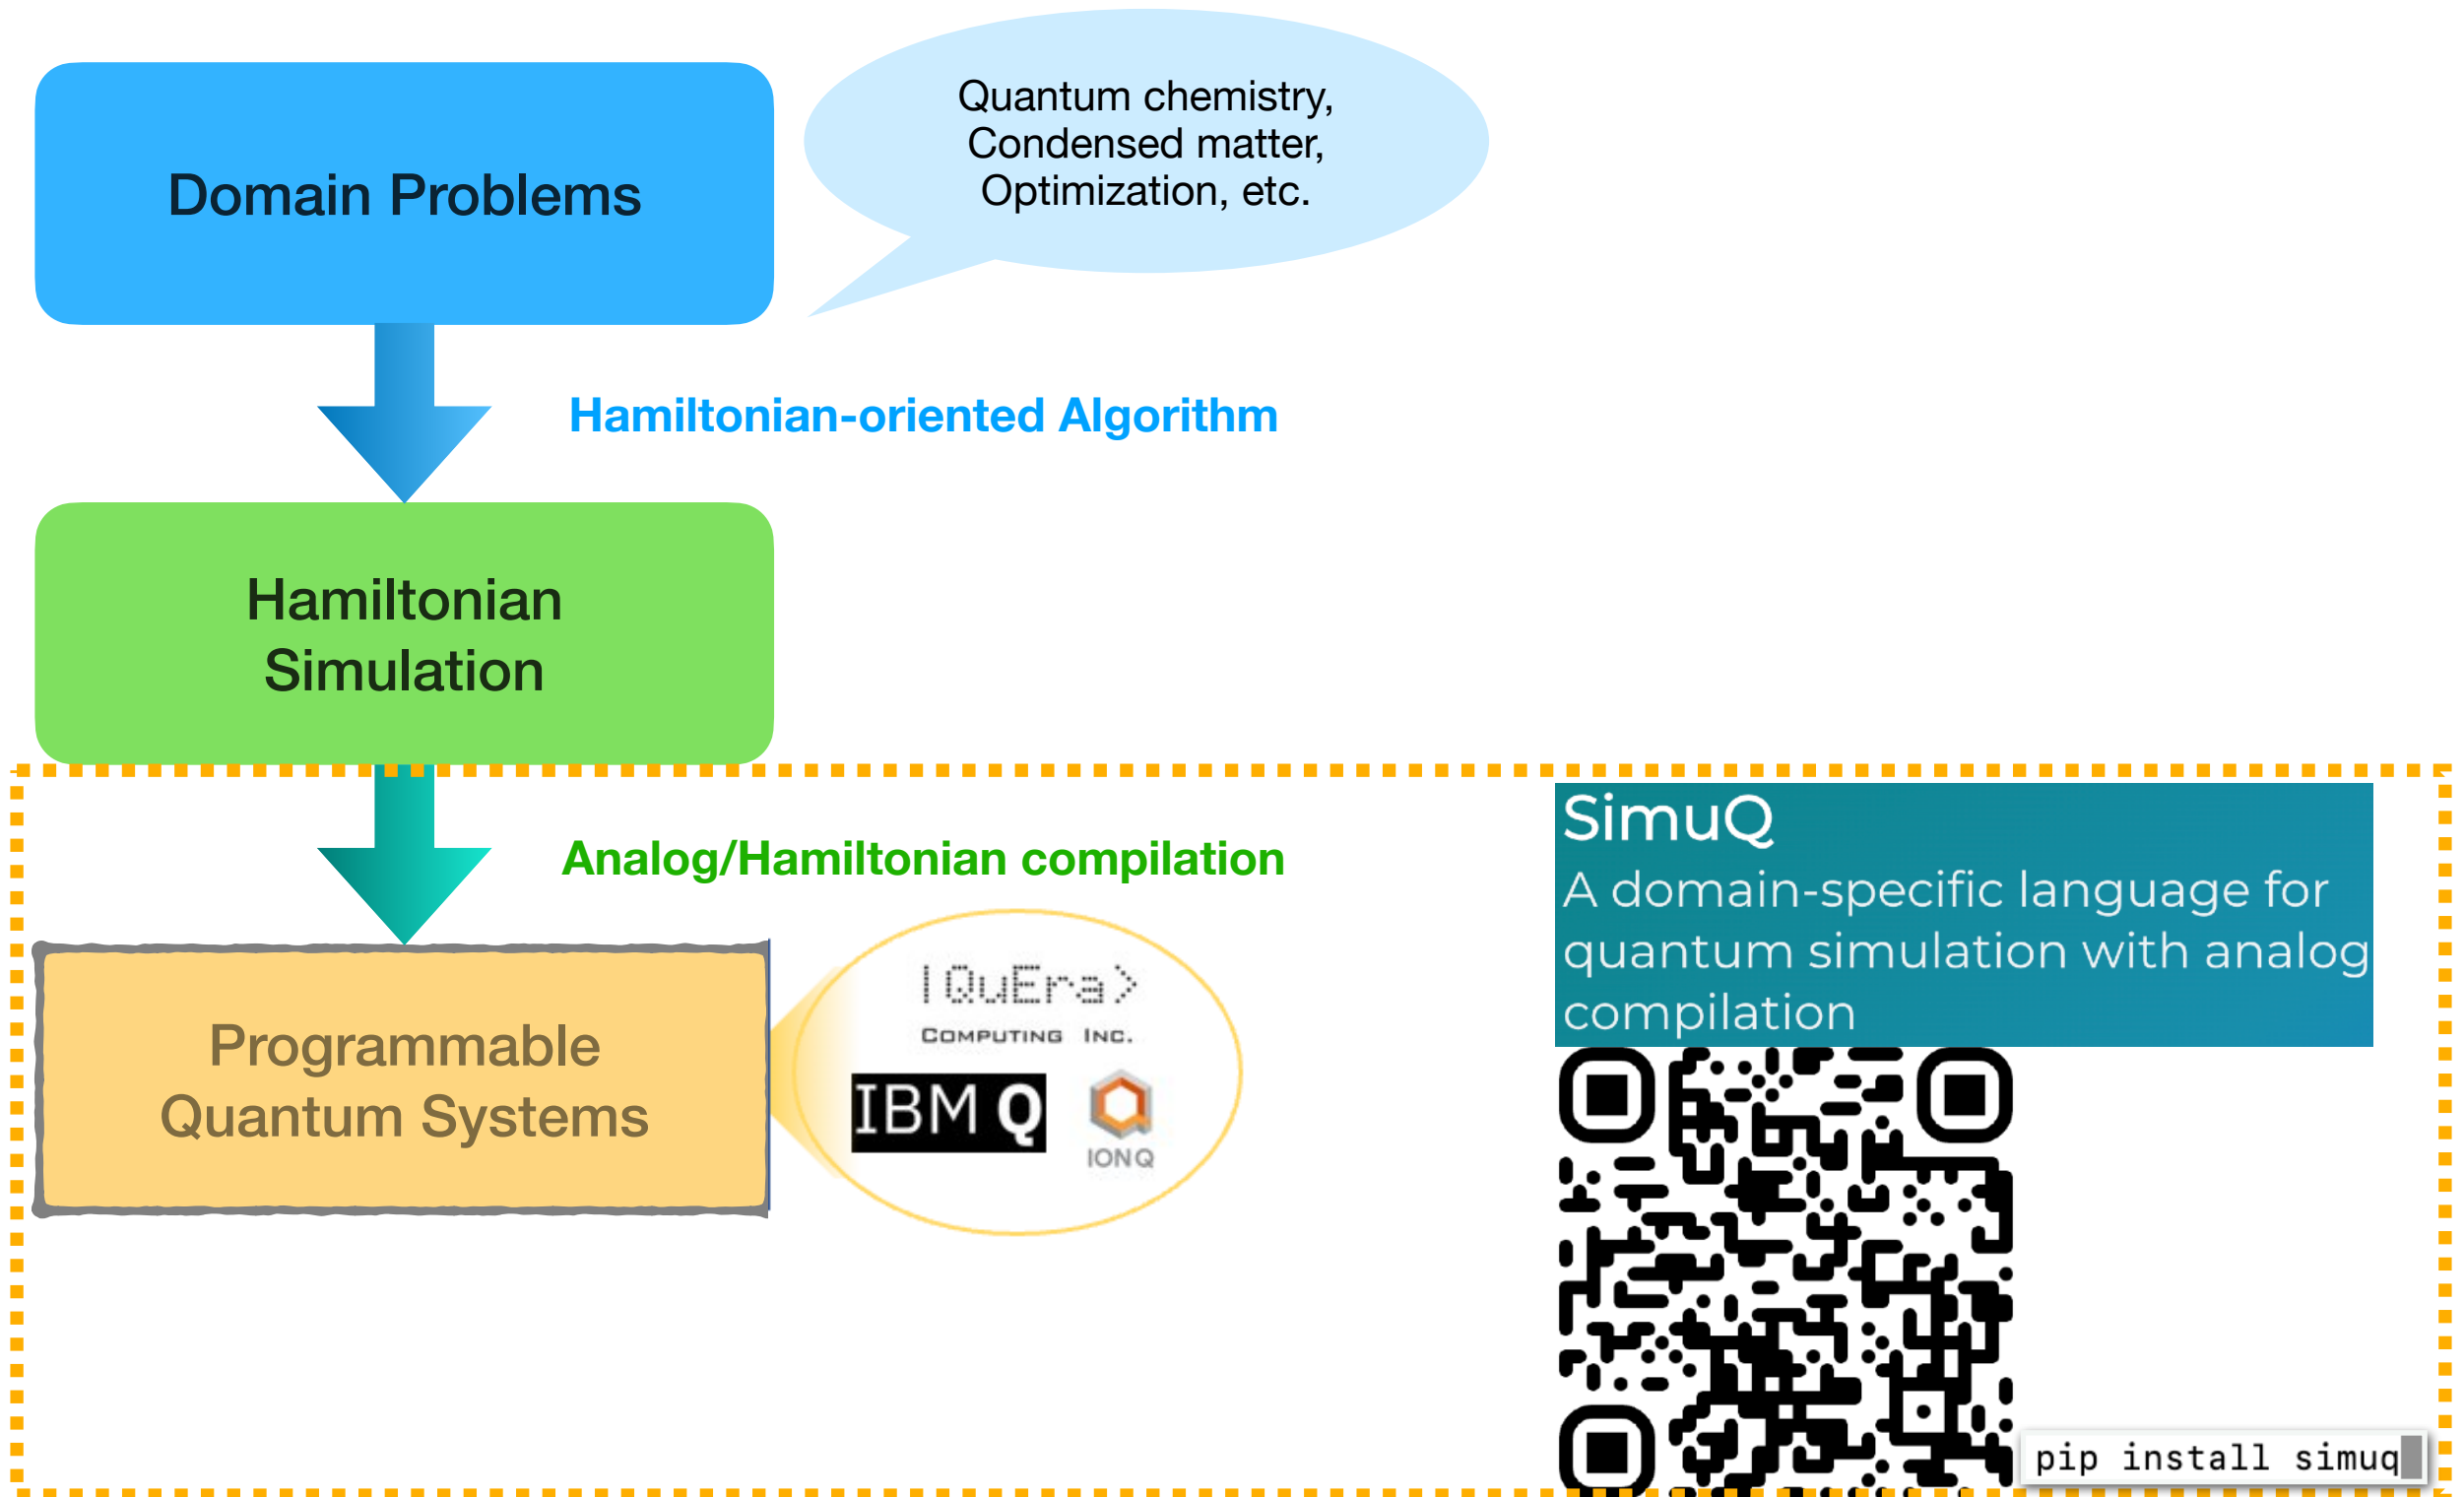 Domain Problems
Quantum chemistry,
Condensed matter,
Optimization, etc.
Hamiltonian-oriented Algorithm
Hamiltonian
Simulation
Analog/Hamiltonian compilation
Programmable
Quantum Systems
|QuEra>
COMPUTING INC.
IBM Q
IONQ
SimuQ
A domain-specific language for
quantum simulation with analog
compilation
pip install simuq